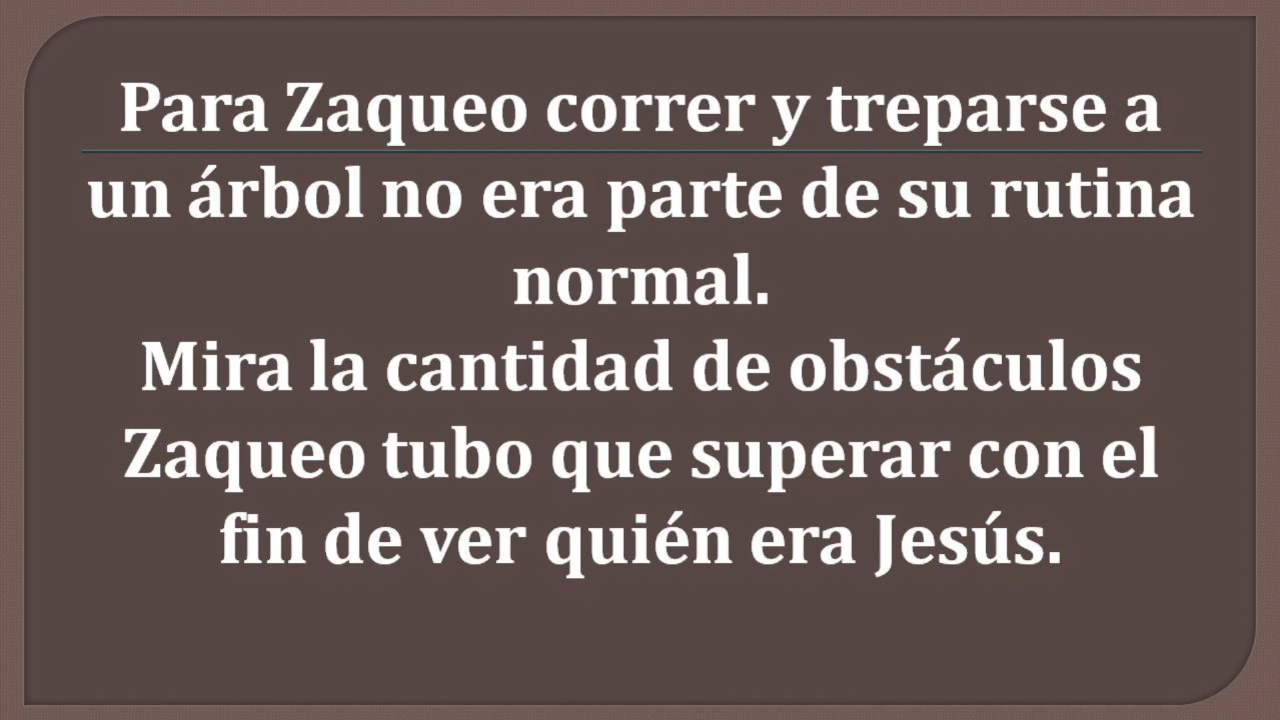 Para Zaqueo correr y treparse a
un árbol no era parte de su rutina
normal.
Mira la cantidad de obstáculos
Zaqueo tubo que superar con el
fin de ver quién era Jesús.